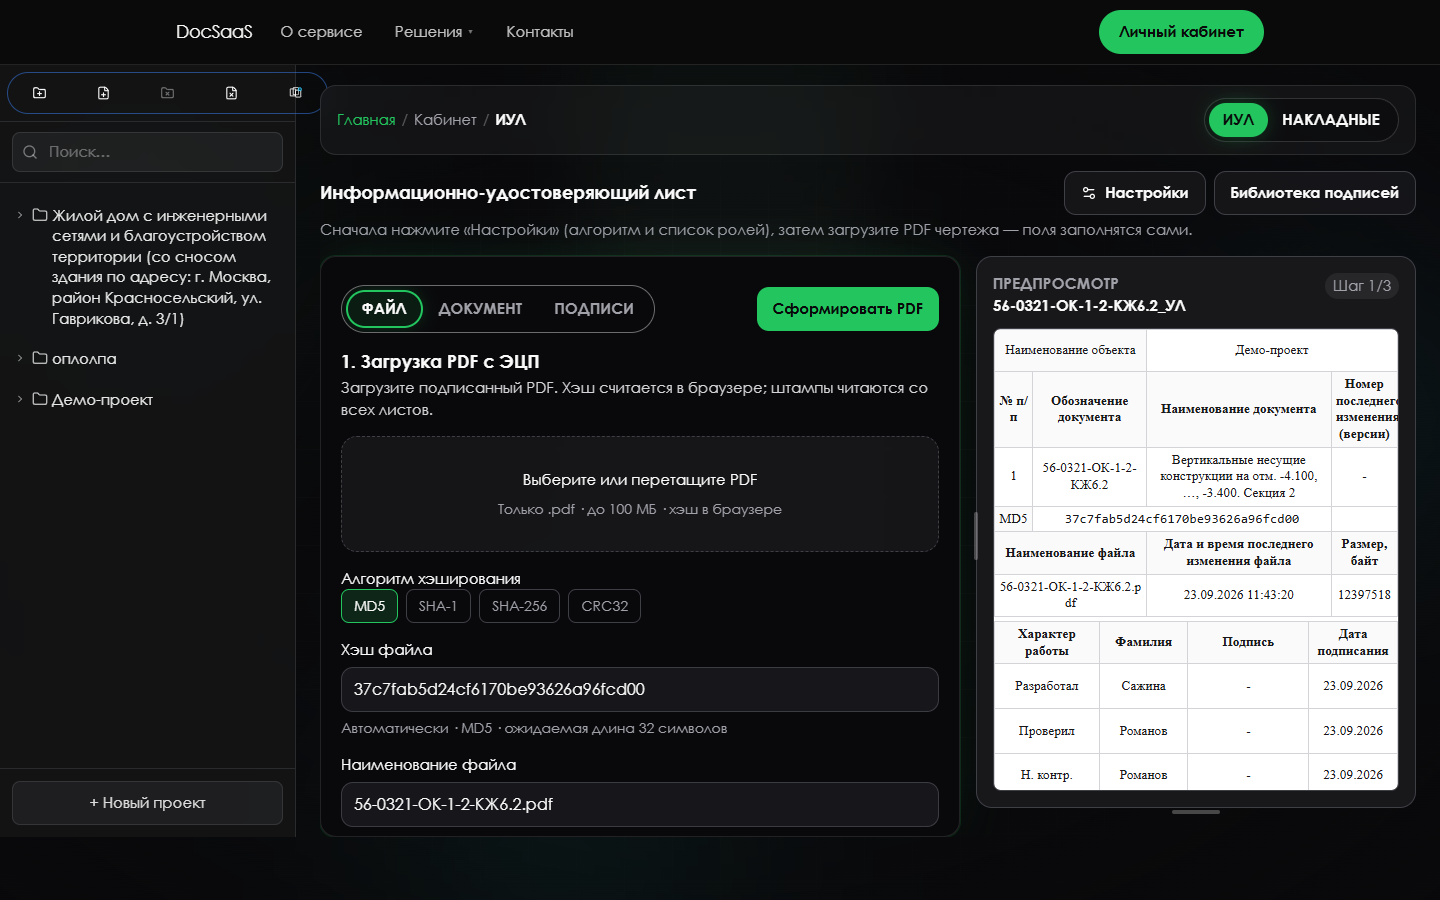 DocSaaS
О сервисе
Решения
Контакты
Личный кабинет
Поиск...
Жилой дом с инженерными
сетями и благоустройством
территории (со сносом
здания по адресу: г. Москва,
район Красносельский, ул.
Гаврикова, д. 3/1)
оплолпа
Демо-проект
+ Новый проект
Главная / Кабинет / ИУЛ
ИУЛ
НАКЛАДНЫЕ
Информационно-удостоверяющий лист
Настройки
Библиотека подписей
Сначала нажмите «Настройки» (алгоритм и список ролей), затем загрузите PDF чертежа — поля заполнятся сами.
ФАЙЛ
ДОКУМЕНТ
ПОДПИСИ
Сформировать PDF
1. Загрузка PDF с ЭЦП
Загрузите подписанный PDF. Хэш считается в браузере; штампы читаются со
всех листов.
Выберите или перетащите PDF
Только .pdf · до 100 МБ · хэш в браузере
Алгоритм хэширования
MD5
SHA-1
SHA-256
CRC32
Хэш файла
37c7fab5d24cf6170be93626a96fcd00
Автоматически · MD5 · ожидаемая длина 32 символов
Наименование файла
56-0321-ОК-1-2-КЖ6.2.pdf
ПРЕДПРОСМОТР
Шаг 1/3
56-0321-ОК-1-2-КЖ6.2_УЛ
Наименование объекта
Демо-проект
№ п/
п
Обозначение
документа
Наименование документа
Номер
последнего
изменения
(версии)
1
56-0321-ОК-1-2-
КЖ6.2
Вертикальные несущие
конструкции на отм. -4.100,
…, -3.400. Секция 2
-
MD5
37c7fab5d24cf6170be93626a96fcd00
Наименование файла
Дата и время последнего
изменения файла
Размер,
байт
56-0321-ОК-1-2-КЖ6.2.p
df
23.09.2026 11:43:20
12397518
Характер
работы
Фамилия
Подпись
Дата
подписания
Разработал
Сажина
-
23.09.2026
Проверил
Романов
-
23.09.2026
Н. контр.
Романов
-
23.09.2026